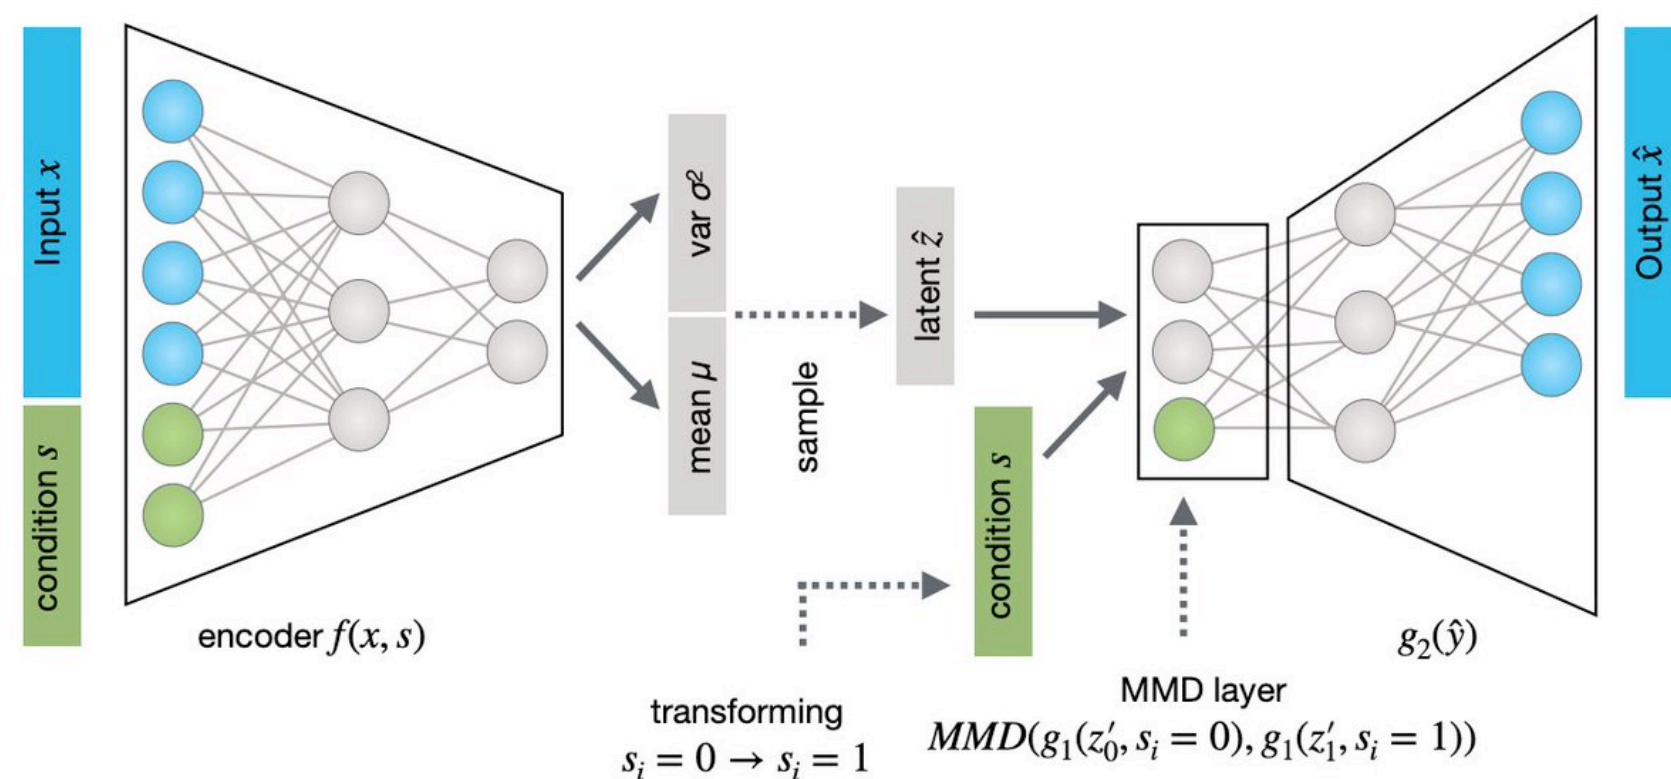 Input x
condition s
encoder f(x, s)
var σ²
mean μ
sample
latent ẑ
condition s
transforming
sᵢ = 0 → sᵢ = 1
MMD layer
MMD(g₁(z′₀, sᵢ = 0), g₁(z′₁, sᵢ = 1))
g₂(ŷ)
Output x̂